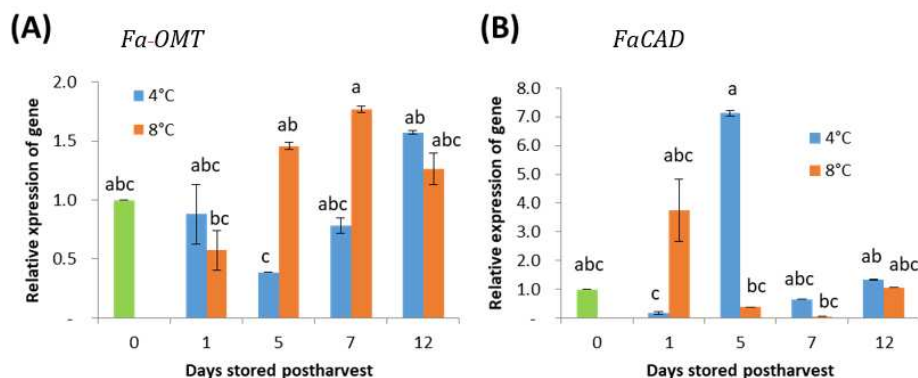 (A)
Fa-OMT
Relative xpression of gene
2.0
1.5
1.0
0.5
-
4°C
8°C
abc
abc
bc
c
ab
abc
a
ab
abc
0 1 5 7 12
Days stored postharvest
(B)
FaCAD
Relative expression of gene
8.0
7.0
6.0
5.0
4.0
3.0
2.0
1.0
-
4°C
8°C
abc
c
abc
a
bc
abc
bc
ab
abc
0 1 5 7 12
Days stored postharvest